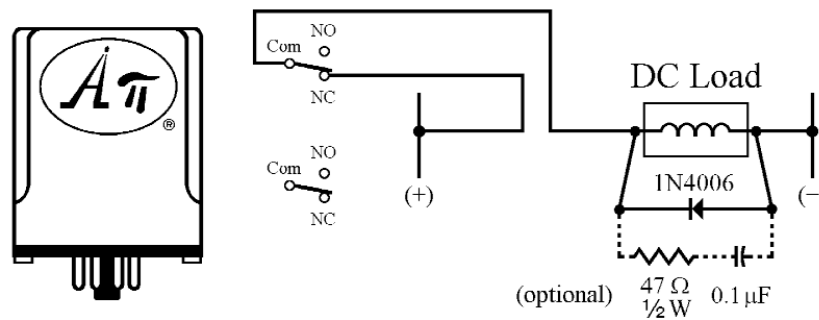 Aπ
®
Com
NO
NC
Com
NO
NC
(+)
DC Load
1N4006
(−
(optional)
47 Ω
½ W
0.1 μF